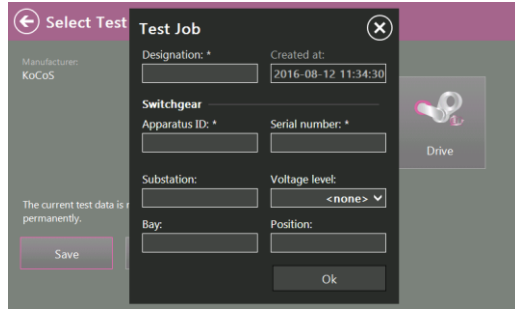 Select Test
Manufacturer:
KoCoS
Test Job
Designation: *
Created at:
2016-08-12 11:34:30
Switchgear
Apparatus ID: *
Serial number: *
Substation:
Voltage level:
<none>
Bay:
Position:
Ok
Drive
The current test data is
permanently.
Save